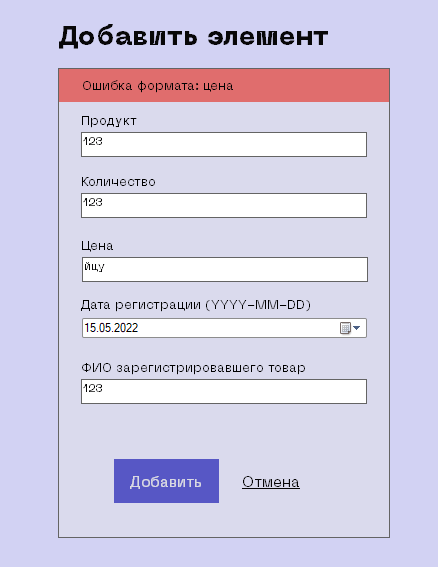 Добавить элемент
Ошибка формата: цена
Продукт
123
Количество
123
Цена
йцу
Дата регистрации (YYYY-MM-DD)
15.05.2022
ФИО зарегистрировавшего товар
123
Добавить Отмена